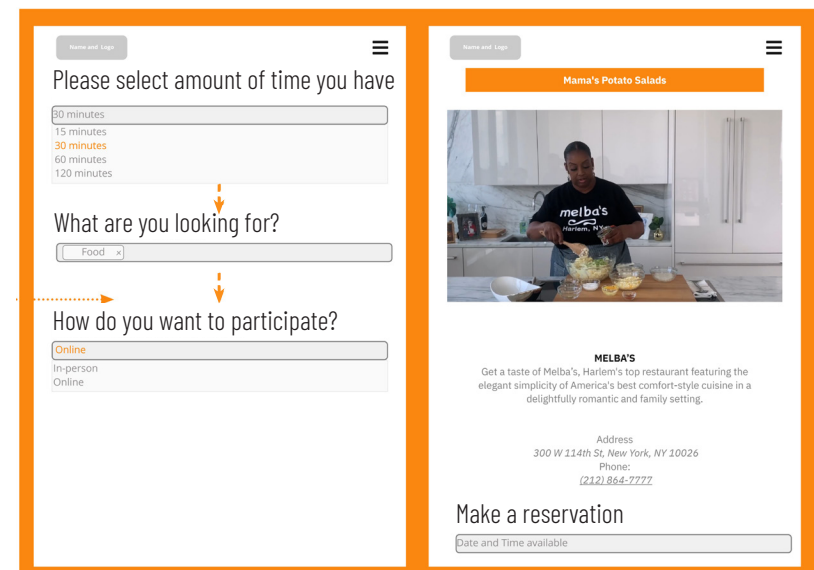 Name and Logo
Please select amount of time you have
30 minutes
15 minutes
30 minutes
60 minutes
120 minutes
What are you looking for?
Food ×
How do you want to participate?
Online
In-person
Online
Name and Logo
Mama's Potato Salads
melba's
Harlem, NY
MELBA'S
Get a taste of Melba's, Harlem's top restaurant featuring the
elegant simplicity of America's best comfort-style cuisine in a
delightfully romantic and family setting.
Address
300 W 114th St, New York, NY 10026
Phone:
(212) 864-7777
Make a reservation
Date and Time available